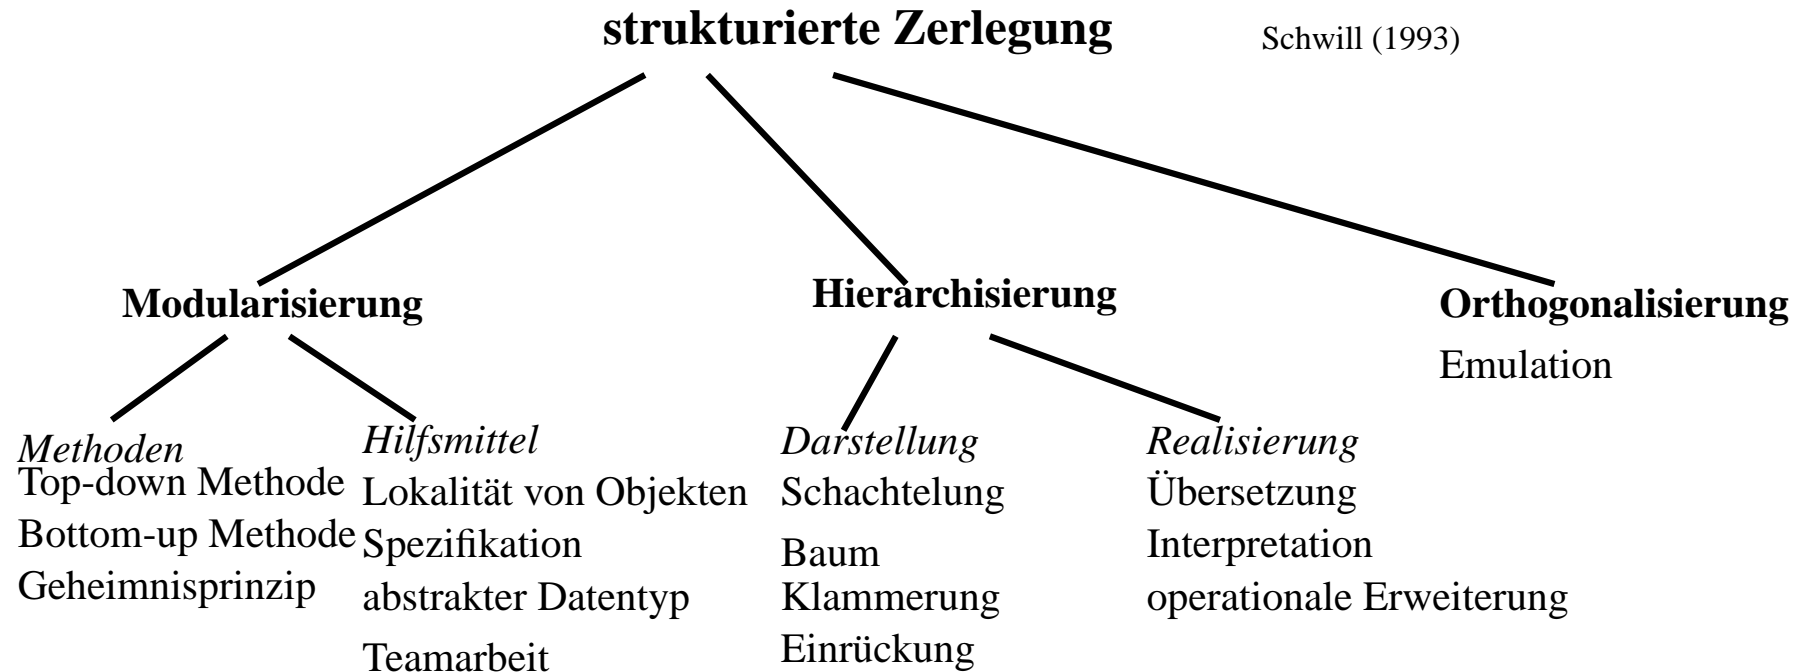 strukturierte Zerlegung
Schwill (1993)
Modularisierung
Hierarchisierung
Orthogonalisierung
Emulation
Methoden
Top-down Methode
Bottom-up Methode
Geheimnisprinzip
Hilfsmittel
Lokalität von Objekten
Spezifikation
abstrakter Datentyp
Teamarbeit
Darstellung
Schachtelung
Baum
Klammerung
Einrückung
Realisierung
Übersetzung
Interpretation
operationale Erweiterung